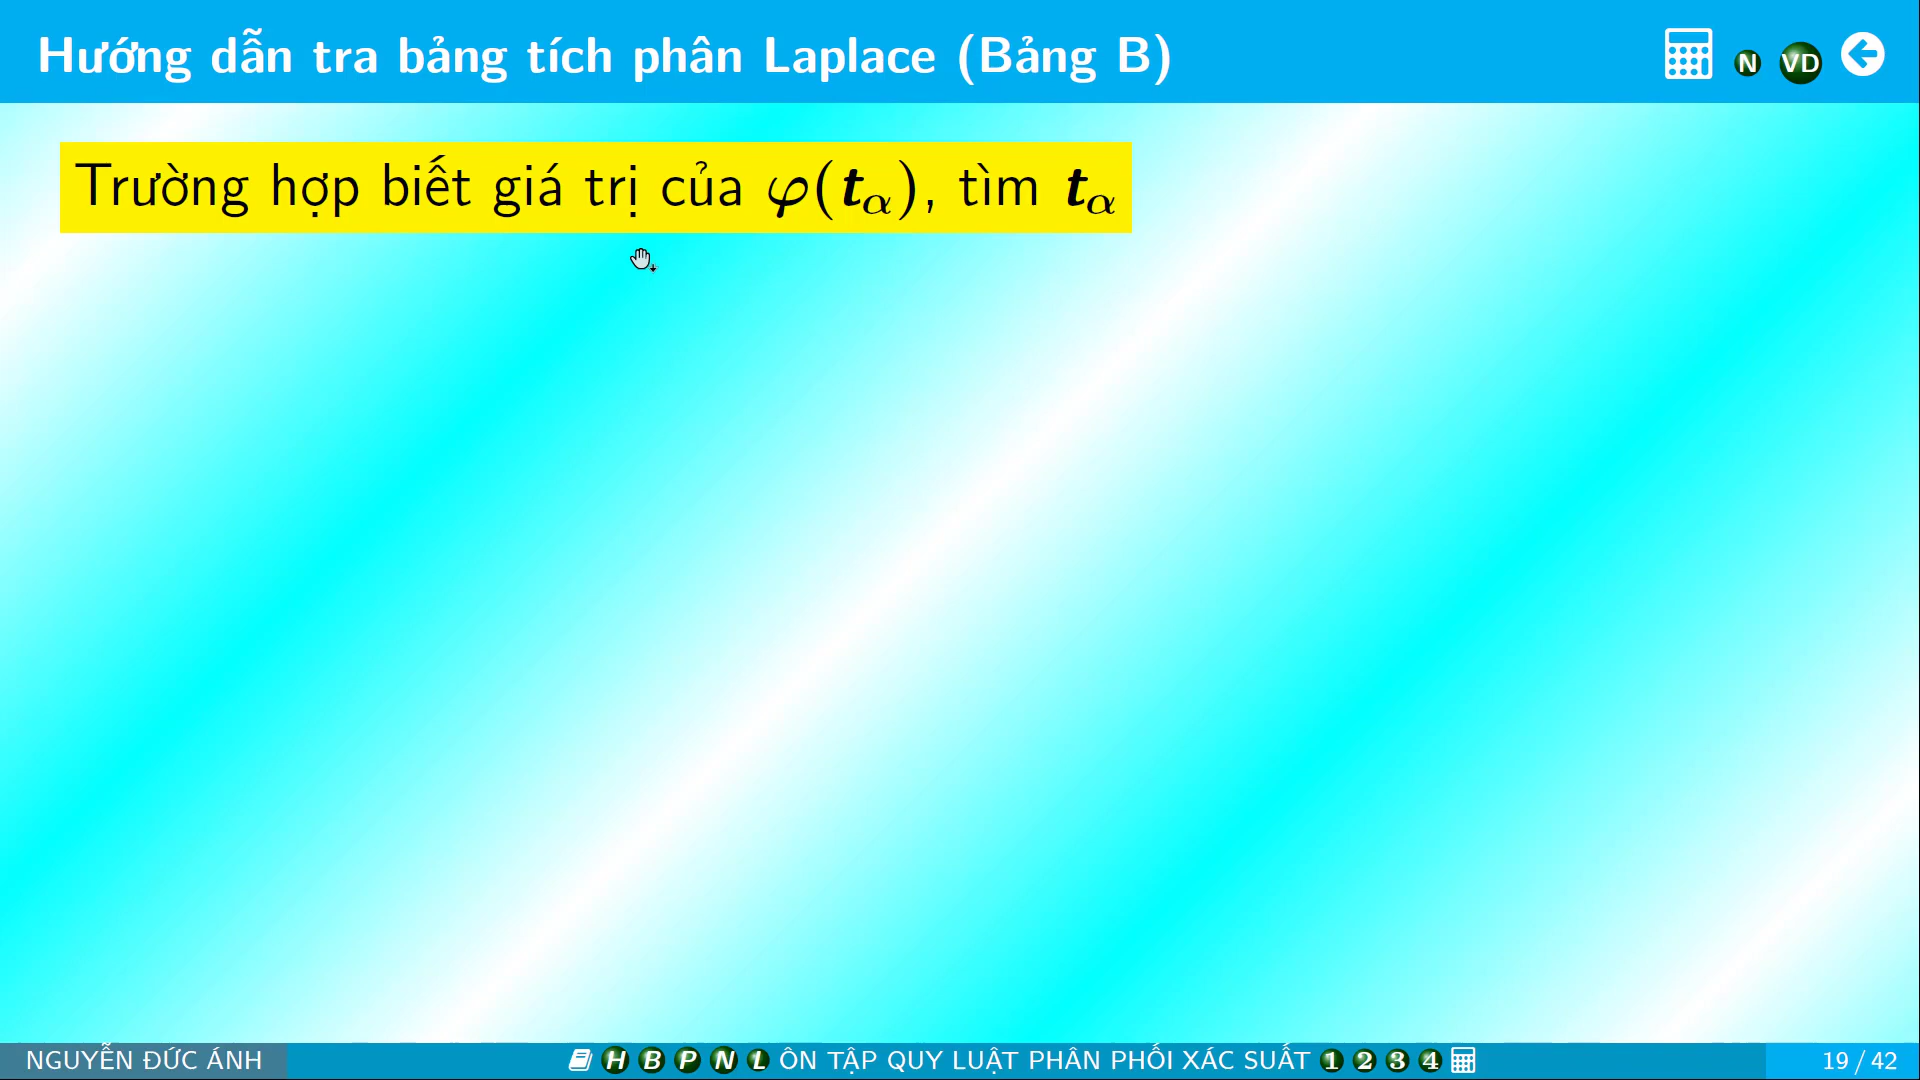 Hướng dẫn tra bảng tích phân Laplace (Bảng B)
N VD
Trường hợp biết giá trị của φ(tα), tìm tα
NGUYỄN ĐỨC ÁNH
H B P N L ÔN TẬP QUY LUẬT PHÂN PHỐI XÁC SUẤT 1 2 3 4
19 / 42